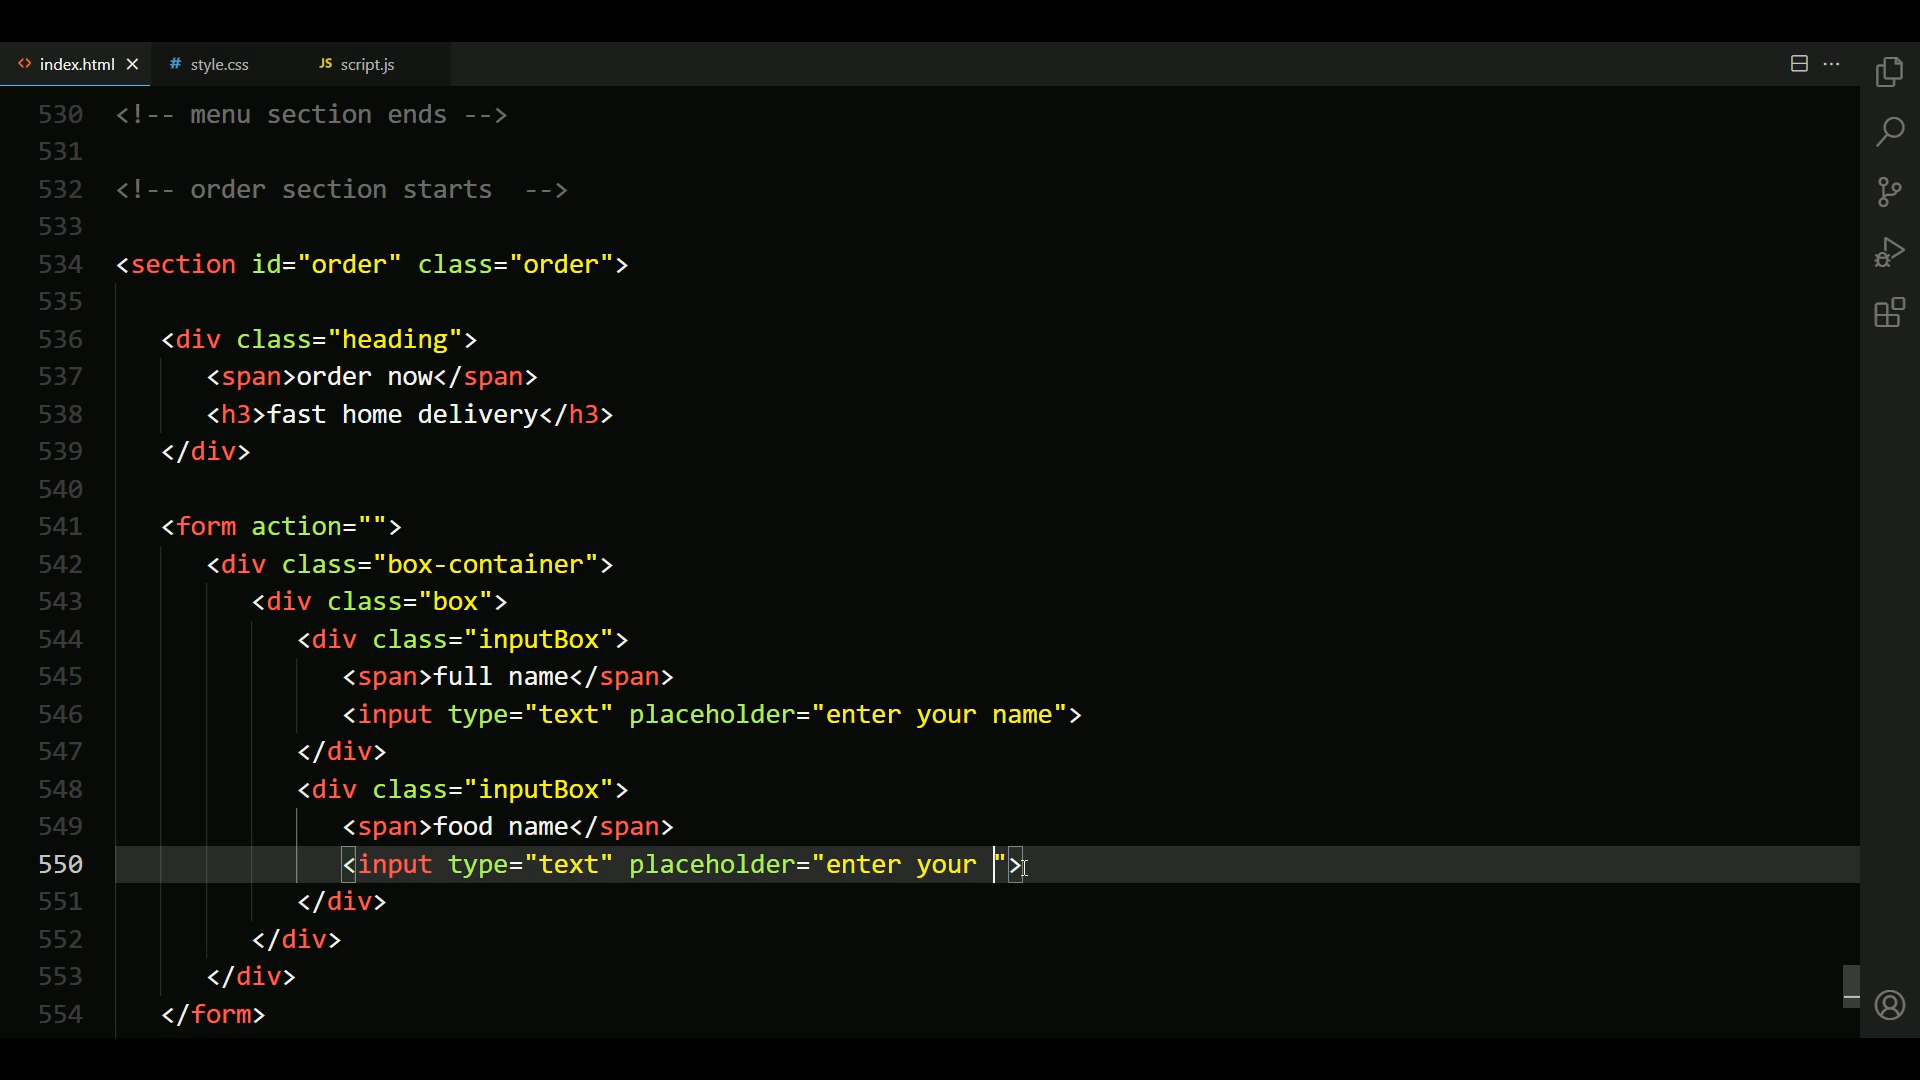 index.html
style.css
JS script.js
530 <!-- menu section ends -->
531
532 <!-- order section starts  -->
533
534 <section id="order" class="order">
535
536    <div class="heading">
537       <span>order now</span>
538       <h3>fast home delivery</h3>
539    </div>
540
541    <form action="">
542       <div class="box-container">
543          <div class="box">
544             <div class="inputBox">
545                <span>full name</span>
546                <input type="text" placeholder="enter your name">
547             </div>
548             <div class="inputBox">
549                <span>food name</span>
550                <input type="text" placeholder="enter your ">
551             </div>
552          </div>
553       </div>
554    </form>